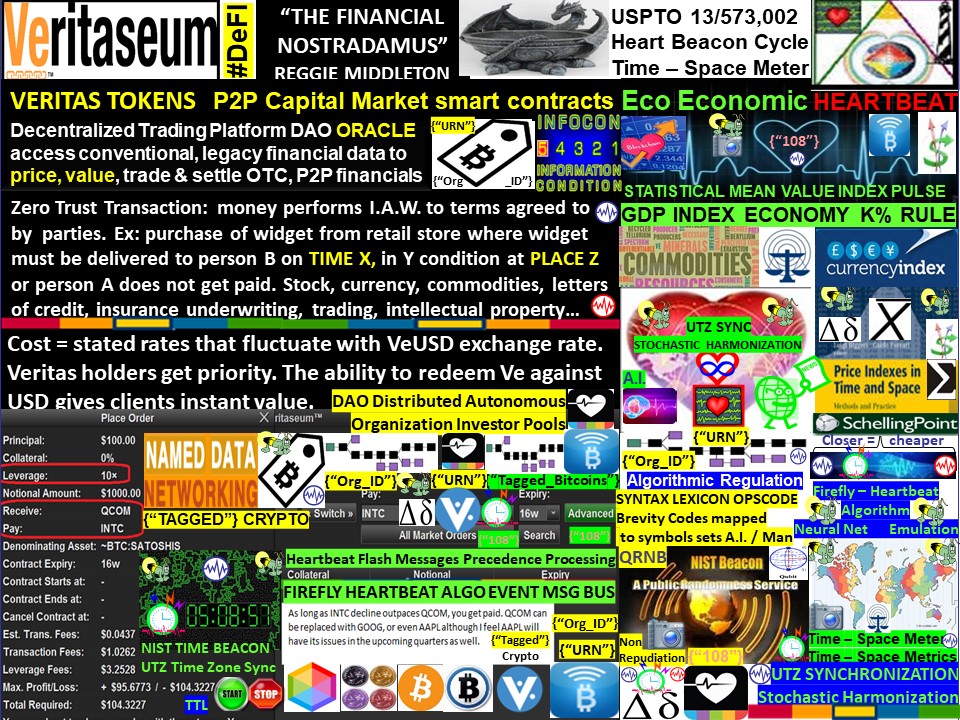 Veritaseum™
#DeFI
"THE FINANCIAL
NOSTRADAMUS"
REGGIE MIDDLETON
USPTO 13/573,002
Heart Beacon Cycle
Time – Space Meter
VERITAS TOKENS P2P Capital Market smart contracts
Eco Economic HEARTBEAT
Decentralized Trading Platform DAO ORACLE
access conventional, legacy financial data to
price, value, trade & settle OTC, P2P financials
{"URN"}
{"Org _ID"}
INFOCON
5 4 3 2 1
INFORMATION
CONDITION
Blockchain
{"108"}
STATISTICAL MEAN VALUE INDEX PULSE
Zero Trust Transaction: money performs I.A.W. to terms agreed to
by parties. Ex: purchase of widget from retail store where widget
must be delivered to person B on TIME X, in Y condition at PLACE Z
or person A does not get paid. Stock, currency, commodities, letters
of credit, insurance underwriting, trading, intellectual property…
GDP INDEX ECONOMY K% RULE
COMMODITIES
RESOURCES
CONSUMERS
£ $ € ¥
currencyindex
UTZ SYNC
STOCHASTIC HARMONIZATION
Δδ
X
Price Indexes in
Time and Space
Methods and Practice
Σ
SchellingPoint
Cost = stated rates that fluctuate with VeUSD exchange rate.
Veritas holders get priority. The ability to redeem Ve against
USD gives clients instant value.
DAO Distributed Autonomous
Organization Investor Pools
A.I.
NEWS
{"URN"}
{"Org_ID"}
Closer = cheaper
Algorithmic Regulation
SYNTAX LEXICON OPSCODE
Brevity Codes mapped
to symbols sets A.I. / Man
Firefly – Heartbeat
Algorithm
Neural Net Emulation
Place Order
X
ritaseum™
Principal: $100.00
Collateral: 0%
Leverage: 10×
Notional Amount: $1000.00
Receive: QCOM
Pay: INTC
Denominating Asset: ~BTC:SATOSHIS
Contract Expiry: 16w
Contract Starts at: -
Contract Ends at: -
Cancel Contract at: -
Est. Trans. Fees: $0.0437
Transaction Fees: $1.0262
Leverage Fees: $3.2528
Max. Profit/Loss: + $95.6773 / - $104.3227
Total Required: $104.3227
NAMED DATA
NETWORKING
{"TAGGED"} CRYPTO
{"Org_ID"}
{"URN"}
{"Tagged_Bitcoins"}
Pay:
Expiry:
Switch »
INTC
Δδ
16w
Advanced
All Market Orders
{"108"}
Search
{"108"}
Heartbeat Flash Messages Precedence Processing
Collateral
Notional
Expiry
FIREFLY HEARTBEAT ALGO EVENT MSG BUS
As long as INTC decline outpaces QCOM, you get paid. QCOM can
be replaced with GOOG, or even AAPL although I feel AAPL will
have its issues in the upcoming quarters as well.
{"Tagged"}
Crypto
{"Org_ID"}
{"URN"}
05:08:57
NIST TIME BEACON
UTZ Time Zone Sync
TTL
START
STOP
QRNB
NIST Beacon
A Public Randomness Service
Qubit
Non
Repudiation
{"108"}
Δδ
Time – Space Meter
Time – Space Metrics
UTZ SYNCHRONIZATION
Stochastic Harmonization